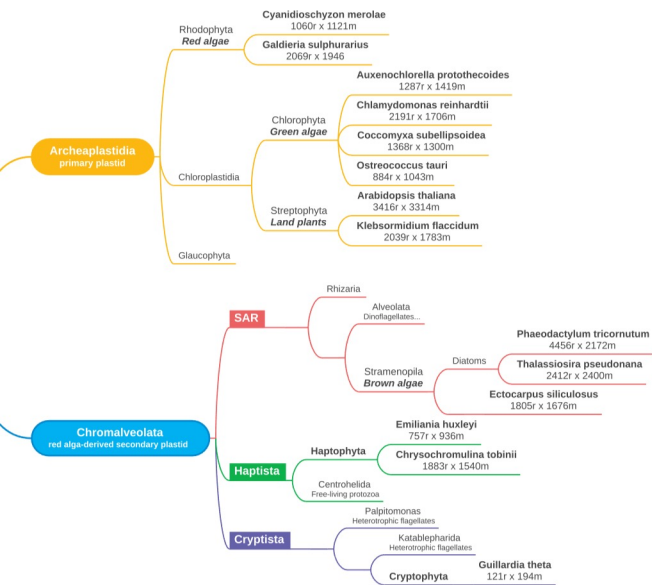 Cyanidioschyzon merolae
1060r x 1121m
Rhodophyta
Red algae
Galdieria sulphurarius
2069r x 1946
Auxenochlorella protothecoides
1287r x 1419m
Chlamydomonas reinhardtii
2191r x 1706m
Chlorophyta
Green algae
Coccomyxa subellipsoidea
1368r x 1300m
Archeaplastidia
primary plastid
Ostreococcus tauri
884r x 1043m
Chloroplastidia
Arabidopsis thaliana
3416r x 3314m
Streptophyta
Land plants
Klebsormidium flaccidum
2039r x 1783m
Glaucophyta
Rhizaria
SAR
Alveolata
Dinoflagellates...
Phaeodactylum tricornutum
4456r x 2172m
Diatoms
Thalassiosira pseudonana
2412r x 2400m
Stramenopila
Brown algae
Ectocarpus siliculosus
1805r x 1676m
Chromalveolata
red alga-derived secondary plastid
Emiliania huxleyi
757r x 936m
Haptophyta
Chrysochromulina tobinii
1883r x 1540m
Haptista
Centrohelida
Free-living protozoa
Palpitomonas
Heterotrophic flagellates
Cryptista
Katablepharida
Heterotrophic flagellates
Guillardia theta
121r x 194m
Cryptophyta